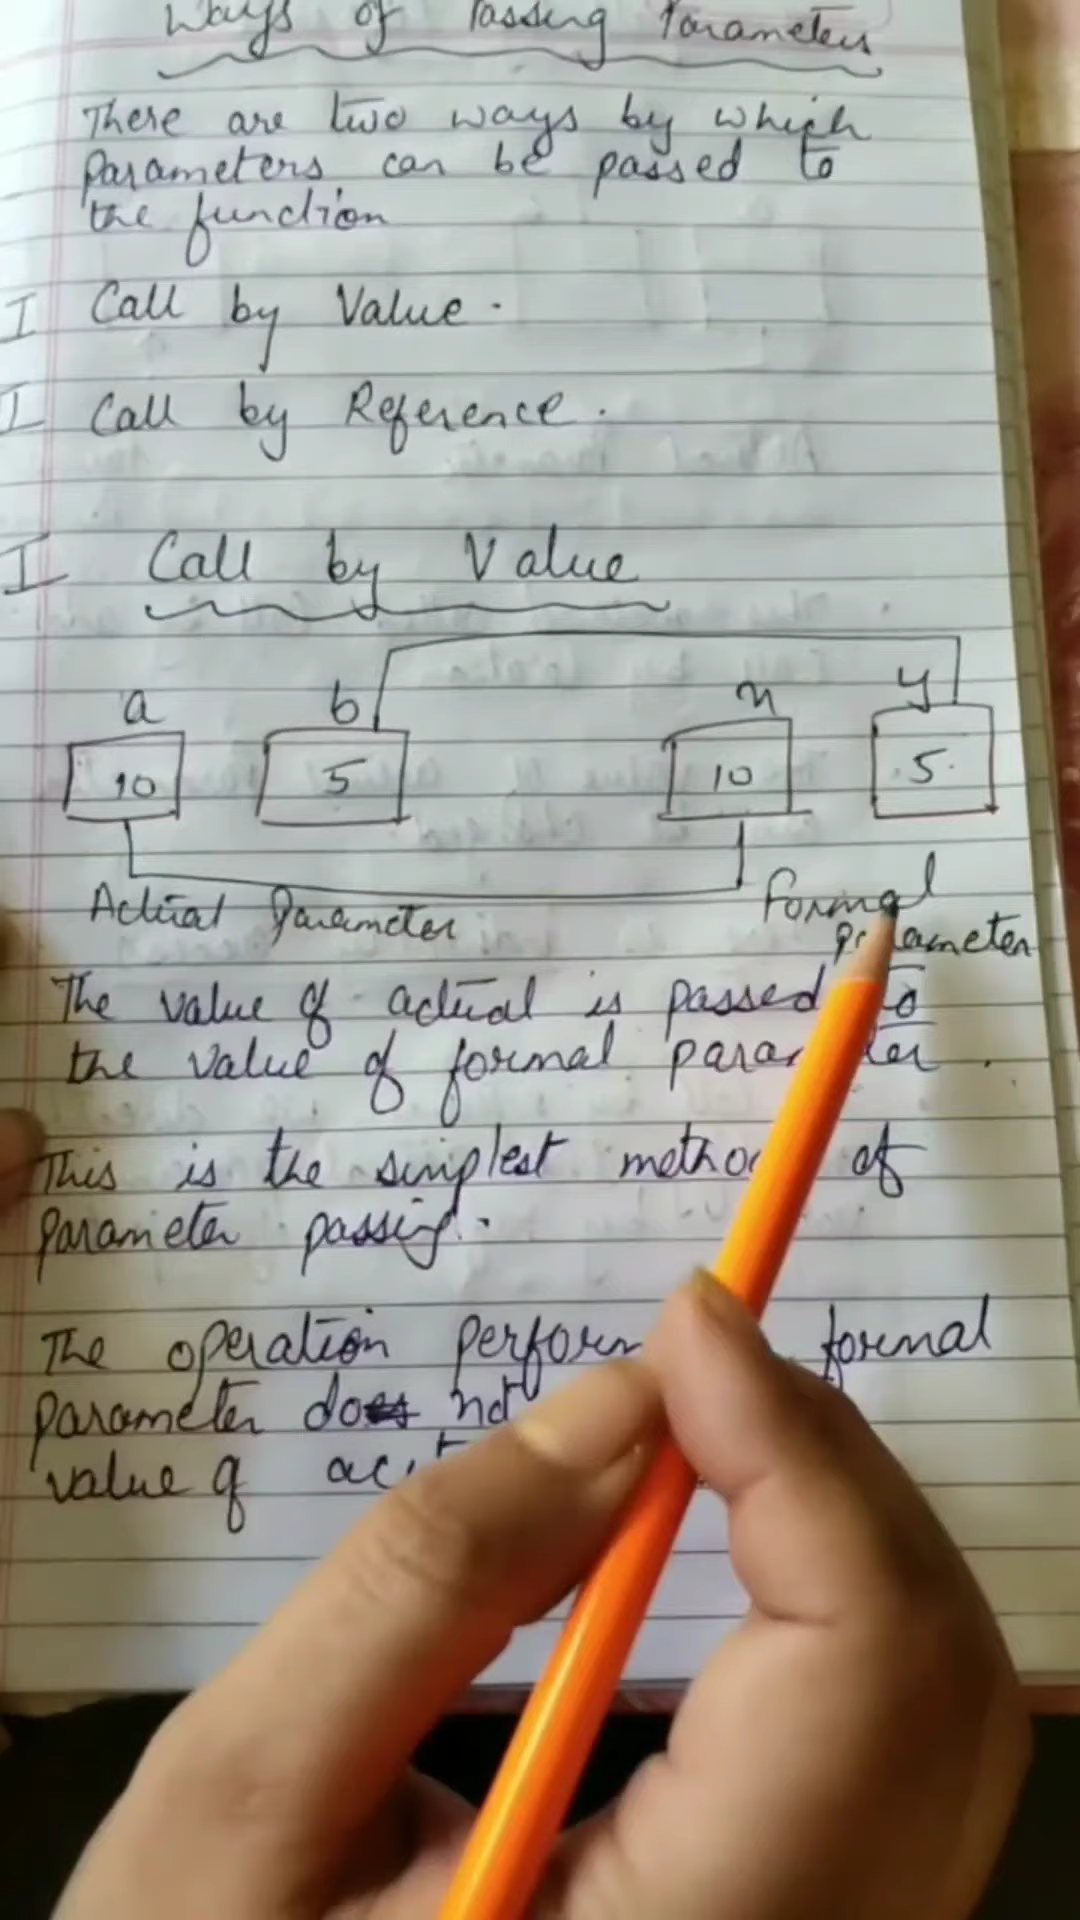 Ways of Passing Parameters
There are two ways by which
Parameters can be passed to
the function
I Call by Value.
I Call by Reference.
I Call by Value
a b x y
10 5 10 5
Actual Parameter Formal
Parameter
The value of actual is passed to
the value of formal parameter.
This is the simplest method of
parameter passing.
The operation formal
parameter does not
value of